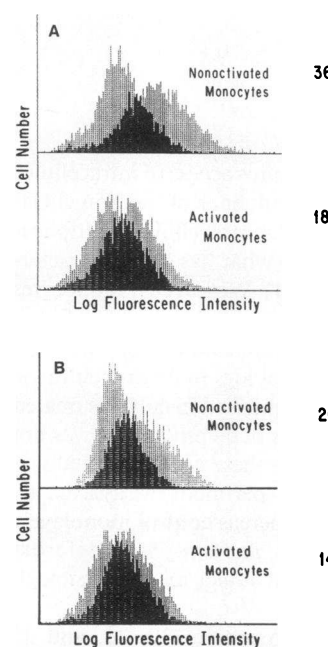 A
Nonactivated
Monocytes
36
Cell Number
Activated
Monocytes
18
Log Fluorescence Intensity
B
Nonactivated
Monocytes
2
Cell Number
Activated
Monocytes
14
Log Fluorescence Intensity